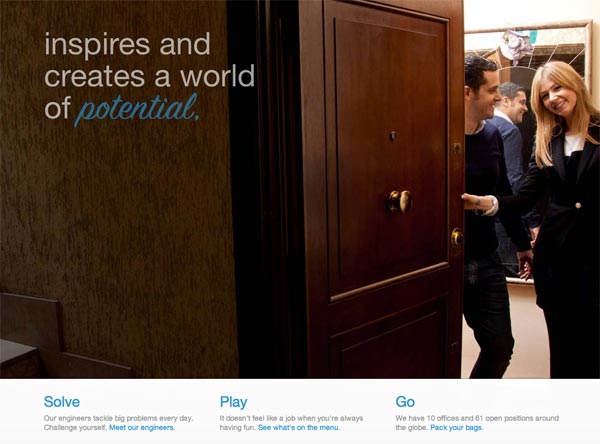 inspires and
creates a world
of potential.
Solve
Our engineers tackle big problems every day.
Challenge yourself. Meet our engineers.
Play
It doesn't feel like a job when you're always
having fun. See what's on the menu.
Go
We have 10 offices and 61 open positions around
the globe. Pack your bags.